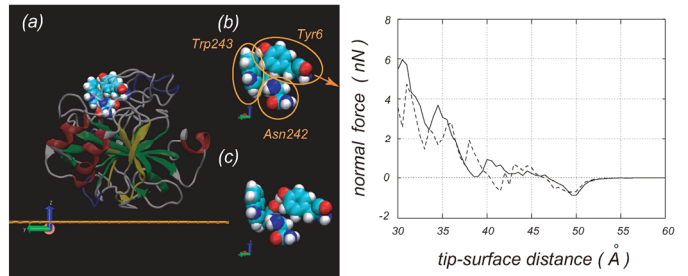 (a)
(b)
Trp243
Tyr6
Asn242
(c)
z
y
normal force ( nN )
8
6
4
2
0
-2
30 35 40 45 50 55 60
tip-surface distance ( Å )